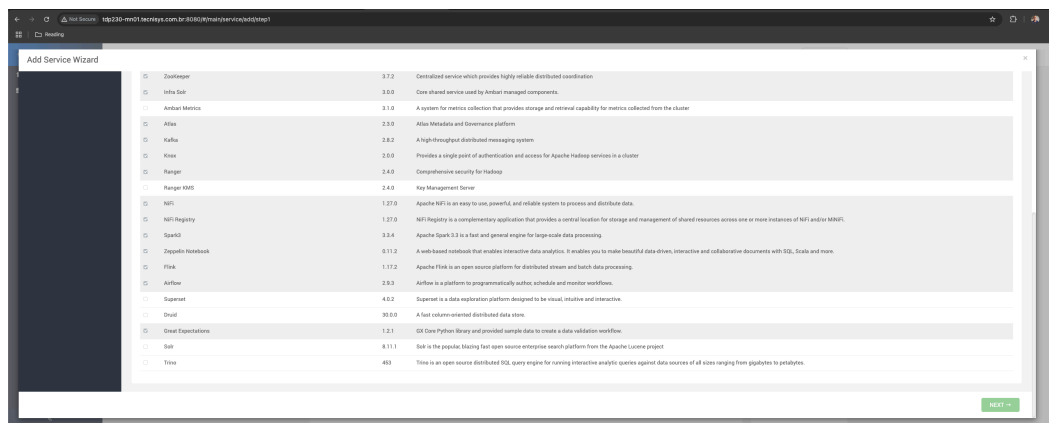 Not Secure tdp230-mn01.tecnisys.com.br:8080/#/main/service/add/step1
Reading
Add Service Wizard
ZooKeeper 3.7.2 Centralized service which provides highly reliable distributed coordination
Infra Solr 3.0.0 Core shared service used by Ambari managed components.
Ambari Metrics 3.1.0 A system for metrics collection that provides storage and retrieval capability for metrics collected from the cluster
Atlas 2.3.0 Atlas Metadata and Governance platform
Kafka 2.8.2 A high-throughput distributed messaging system
Knox 2.0.0 Provides a single point of authentication and access for Apache Hadoop services in a cluster
Ranger 2.4.0 Comprehensive security for Hadoop
Ranger KMS 2.4.0 Key Management Server
NiFi 1.27.0 Apache NiFi is an easy to use, powerful, and reliable system to process and distribute data.
NiFi Registry 1.27.0 NiFi Registry is a complementary application that provides a central location for storage and management of shared resources across one or more instances of NiFi and/or MiNiFi.
Spark3 3.3.4 Apache Spark 3.3 is a fast and general engine for large-scale data processing.
Zeppelin Notebook 0.11.2 A web-based notebook that enables interactive data analytics. It enables you to make beautiful data-driven, interactive and collaborative documents with SQL, Scala and more.
Flink 1.17.2 Apache Flink is an open source platform for distributed stream and batch data processing.
Airflow 2.9.3 Airflow is a platform to programmatically author, schedule and monitor workflows.
Superset 4.0.2 Superset is a data exploration platform designed to be visual, intuitive and interactive.
Druid 30.0.0 A fast column-oriented distributed data store.
Great Expectations 1.2.1 GX Core Python library and provided sample data to create a data validation workflow.
Solr 8.11.1 Solr is the popular, blazing fast open source enterprise search platform from the Apache Lucene project
Trino 453 Trino is an open source distributed SQL query engine for running interactive analytic queries against data sources of all sizes ranging from gigabytes to petabytes.
NEXT →